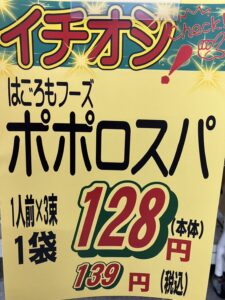 イチオシ!
Check!
はごろもフーズ
ポポロスパ
1人前×3束
1袋
128円(本体)
139円(税込)